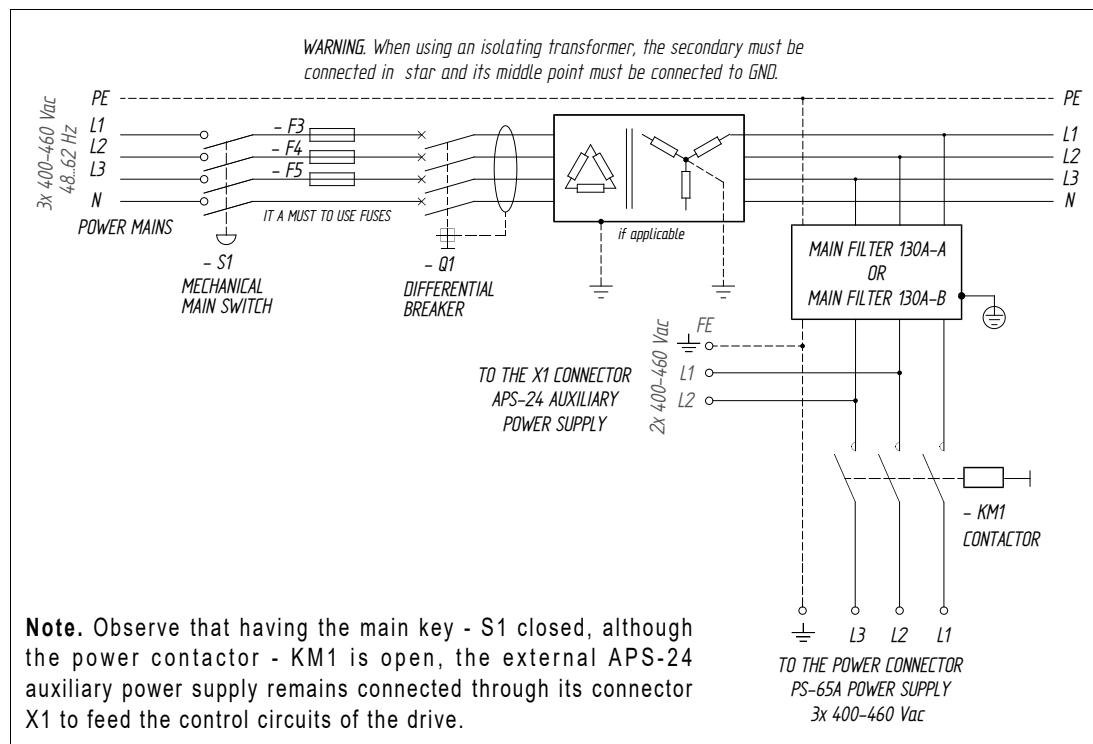 WARNING. When using an isolating transformer, the secondary must be
connected in star and its middle point must be connected to GND.
3x 400-460 Vac
48..62 Hz
PE
L1
L2
L3
N
POWER MAINS
- F3
- F4
- F5
IT A MUST TO USE FUSES
- S1
MECHANICAL
MAIN SWITCH
- Q1
DIFFERENTIAL
BREAKER
if applicable
PE
L1
L2
L3
N
MAIN FILTER 130A-A
OR
MAIN FILTER 130A-B
TO THE X1 CONNECTOR
APS-24 AUXILIARY
POWER SUPPLY
2x 400-460 Vac
FE
L1
L2
- KM1
CONTACTOR
L3 L2 L1
TO THE POWER CONNECTOR
PS-65A POWER SUPPLY
3x 400-460 Vac
Note. Observe that having the main key - S1 closed, although
the power contactor - KM1 is open, the external APS-24
auxiliary power supply remains connected through its connector
X1 to feed the control circuits of the drive.